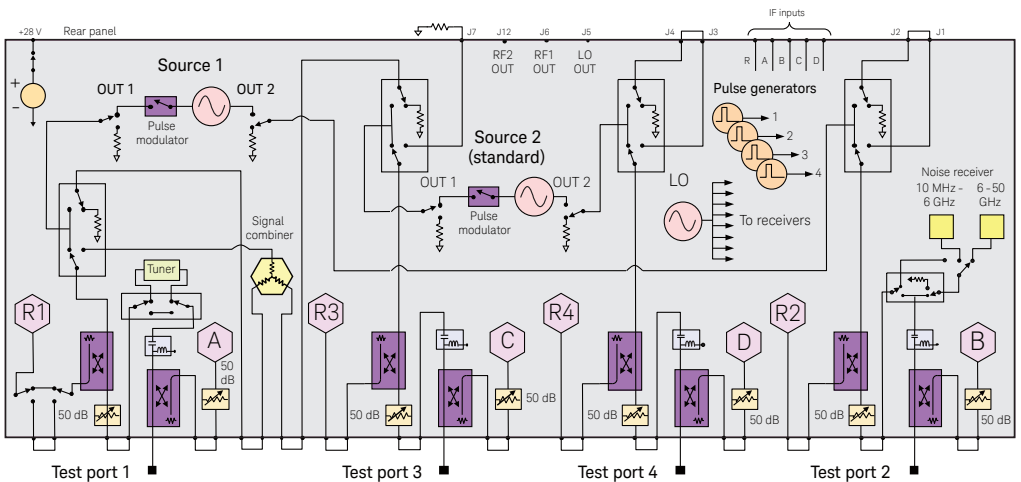 IF inputs
+28 V
Rear panel
J7
J12
J6
J5
J4
J3
J2
J1
RF2 OUT
RF1 OUT
LO OUT
R
A
B
C
D
+
–
Source 1
OUT 1
OUT 2
Pulse modulator
Source 2
(standard)
OUT 1
OUT 2
Pulse modulator
Pulse generators
1
2
3
4
LO
To receivers
Noise receiver
10 MHz -
6 GHz
6 -50
GHz
Signal
combiner
Tuner
R1
A
R3
C
R4
D
R2
B
50
dB
50 dB
50 dB
50 dB
50 dB
50 dB
50 dB
50 dB
Test port 1
Test port 3
Test port 4
Test port 2